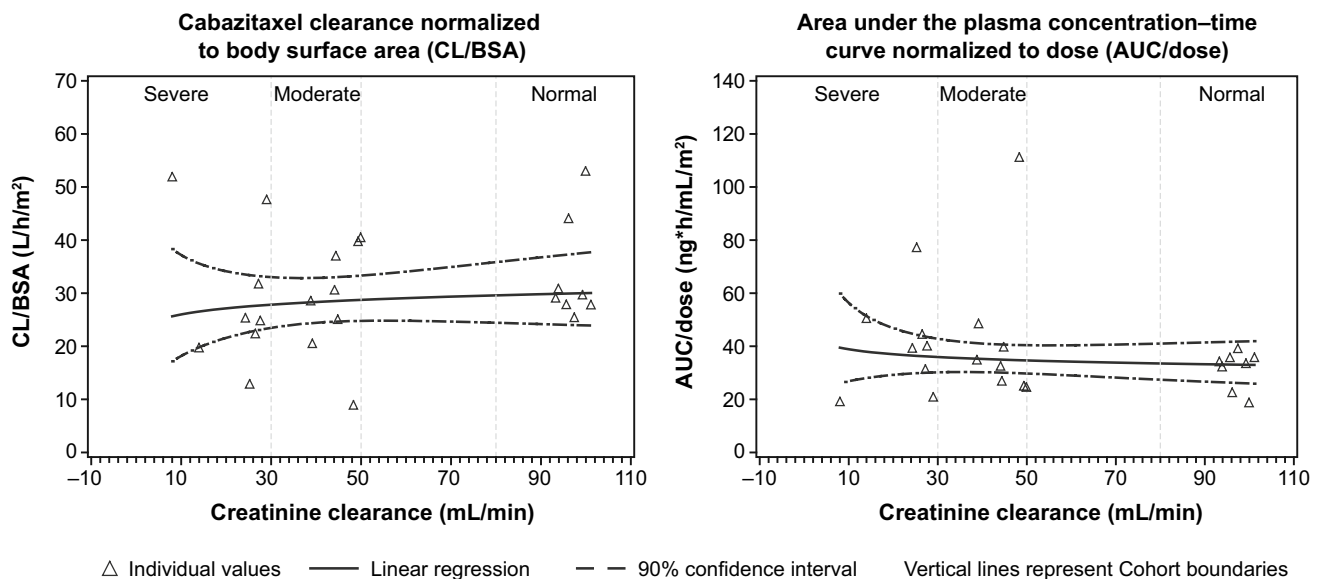 Cabazitaxel clearance normalized
to body surface area (CL/BSA)
70
60
50
40
30
20
10
0
CL/BSA (L/h/m²)
Severe Moderate Normal
–10 10 30 50 70 90 110
Creatinine clearance (mL/min)
Area under the plasma concentration–time
curve normalized to dose (AUC/dose)
140
120
100
80
60
40
20
0
AUC/dose (ng*h/mL/m²)
Severe Moderate Normal
–10 10 30 50 70 90 110
Creatinine clearance (mL/min)
Individual values Linear regression 90% confidence interval Vertical lines represent Cohort boundaries